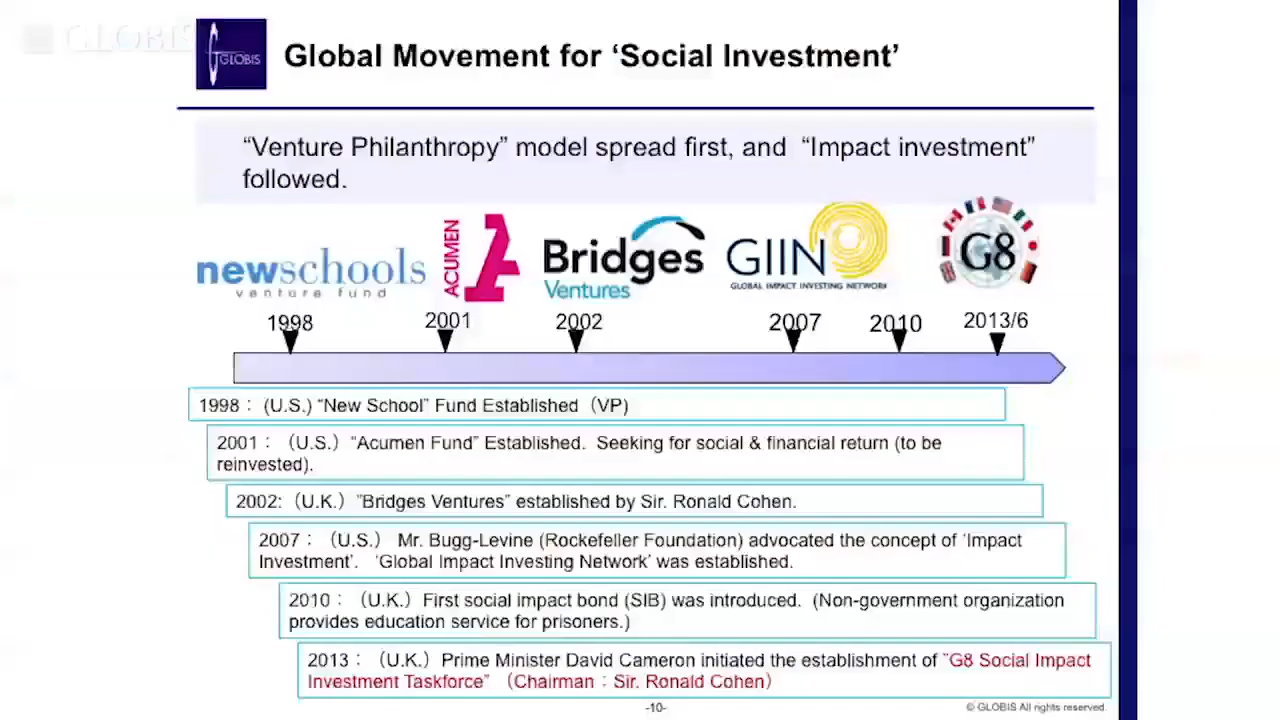 GLOBIS
GLOBIS
Global Movement for ‘Social Investment’
“Venture Philanthropy” model spread first, and “Impact investment”
followed.
newschools
venture fund
ACUMEN
A
Bridges
Ventures
GIIN
GLOBAL IMPACT INVESTING NETWORK
G8
1998
2001
2002
2007
2010
2013/6
1998： (U.S.) “New School” Fund Established（VP)
2001：（U.S.）“Acumen Fund” Established. Seeking for social & financial return (to be
reinvested).
2002:（U.K.）”Bridges Ventures” established by Sir. Ronald Cohen.
2007：（U.S.） Mr. Bugg-Levine (Rockefeller Foundation) advocated the concept of ‘Impact
Investment’. ‘Global Impact Investing Network’ was established.
2010：（U.K.）First social impact bond (SIB) was introduced. (Non-government organization
provides education service for prisoners.)
2013：（U.K.）Prime Minister David Cameron initiated the establishment of ”G8 Social Impact
Investment Taskforce” （Chairman：Sir. Ronald Cohen）
-10-
© GLOBIS All rights reserved.